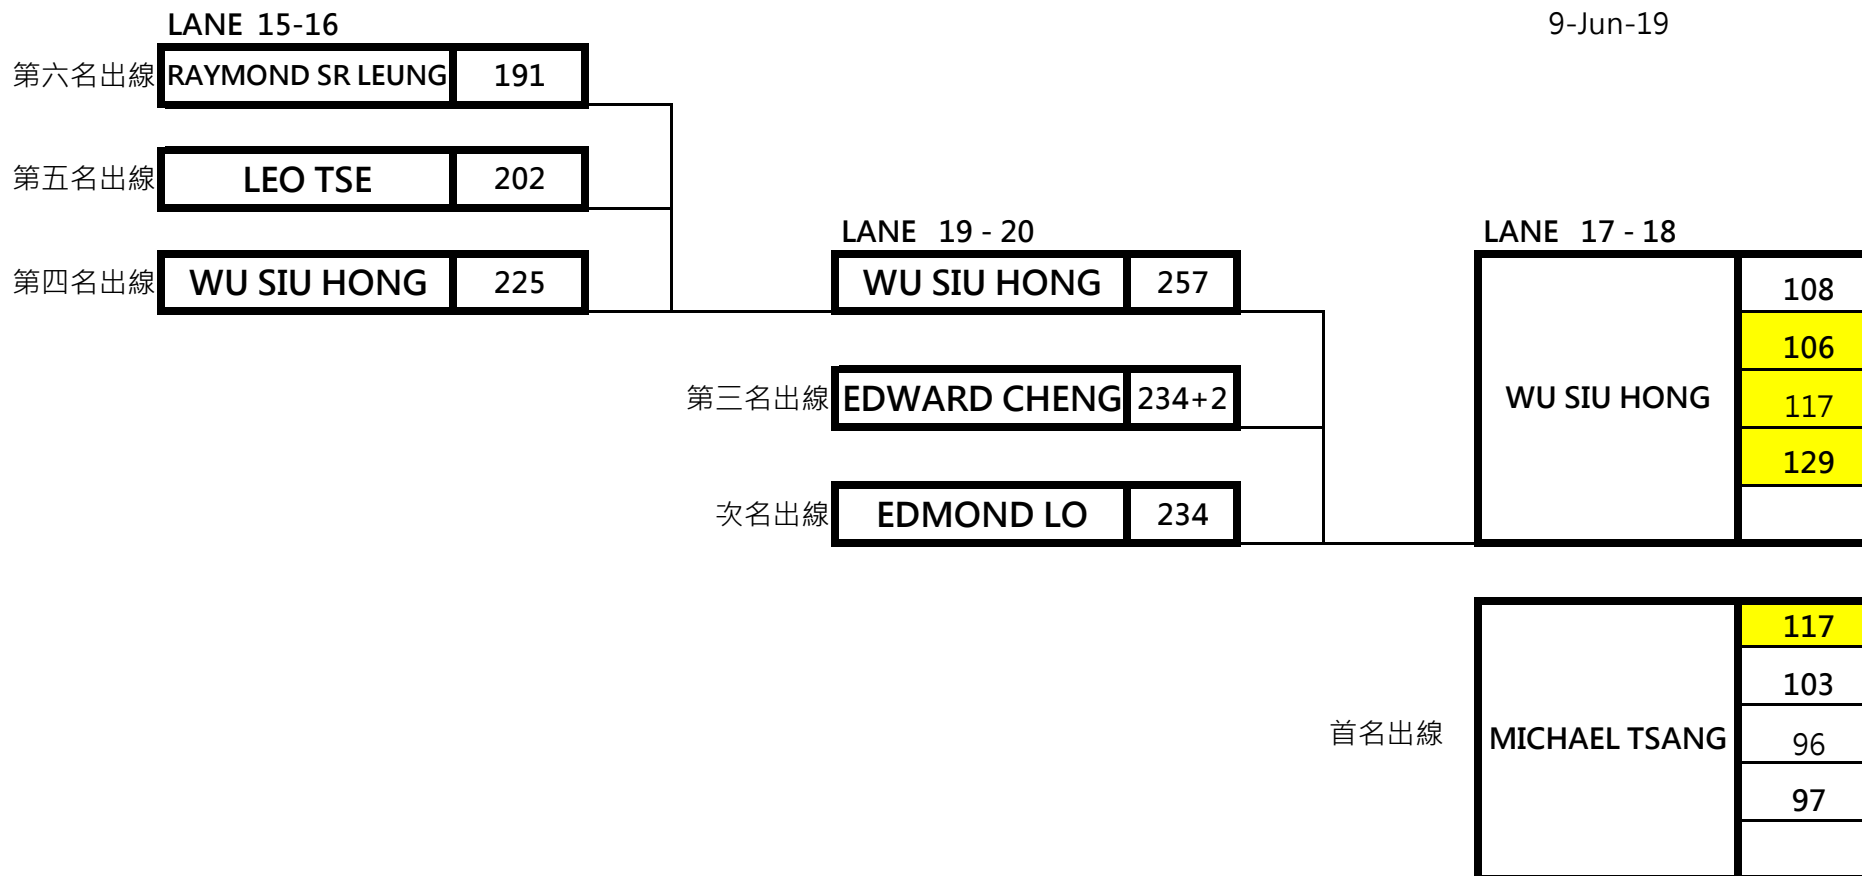 LANE 15-16
9-Jun-19
第六名出線 RAYMOND SR LEUNG 191
第五名出線 LEO TSE 202
LANE 19 - 20
LANE 17 - 18
第四名出線 WU SIU HONG 225
WU SIU HONG 257
108
106
第三名出線 EDWARD CHENG 234+2
WU SIU HONG
117
129
次名出線 EDMOND LO 234
117
103
首名出線 MICHAEL TSANG
96
97